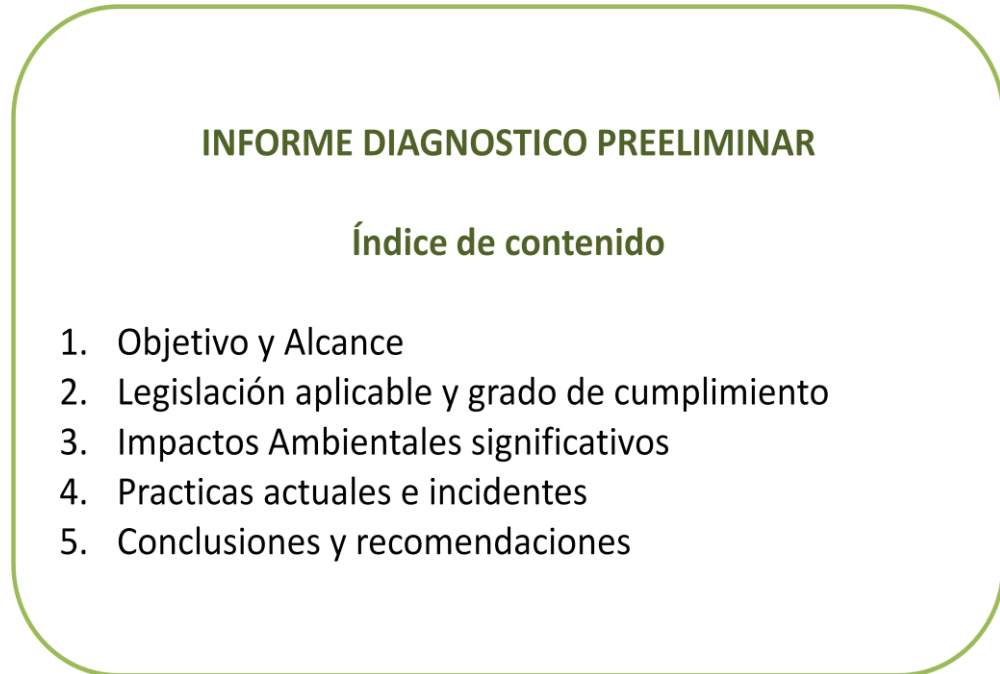 INFORME DIAGNOSTICO PREELIMINAR
Índice de contenido
1. Objetivo y Alcance
2. Legislación aplicable y grado de cumplimiento
3. Impactos Ambientales significativos
4. Practicas actuales e incidentes
5. Conclusiones y recomendaciones